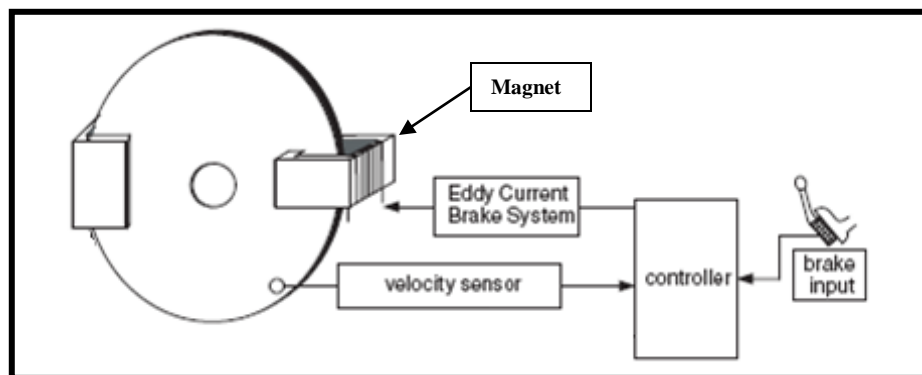 Magnet
Eddy Current
Brake System
velocity sensor
controller
brake
input